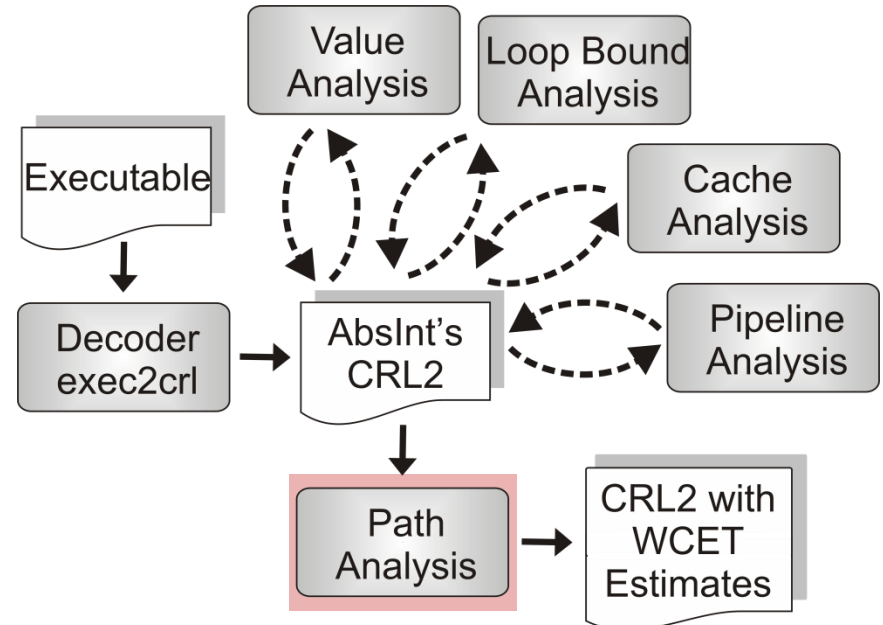 Value
Analysis
Loop Bound
Analysis
Executable
Cache
Analysis
Decoder
exec2crl
AbsInt's
CRL2
Pipeline
Analysis
Path
Analysis
CRL2 with
WCET
Estimates